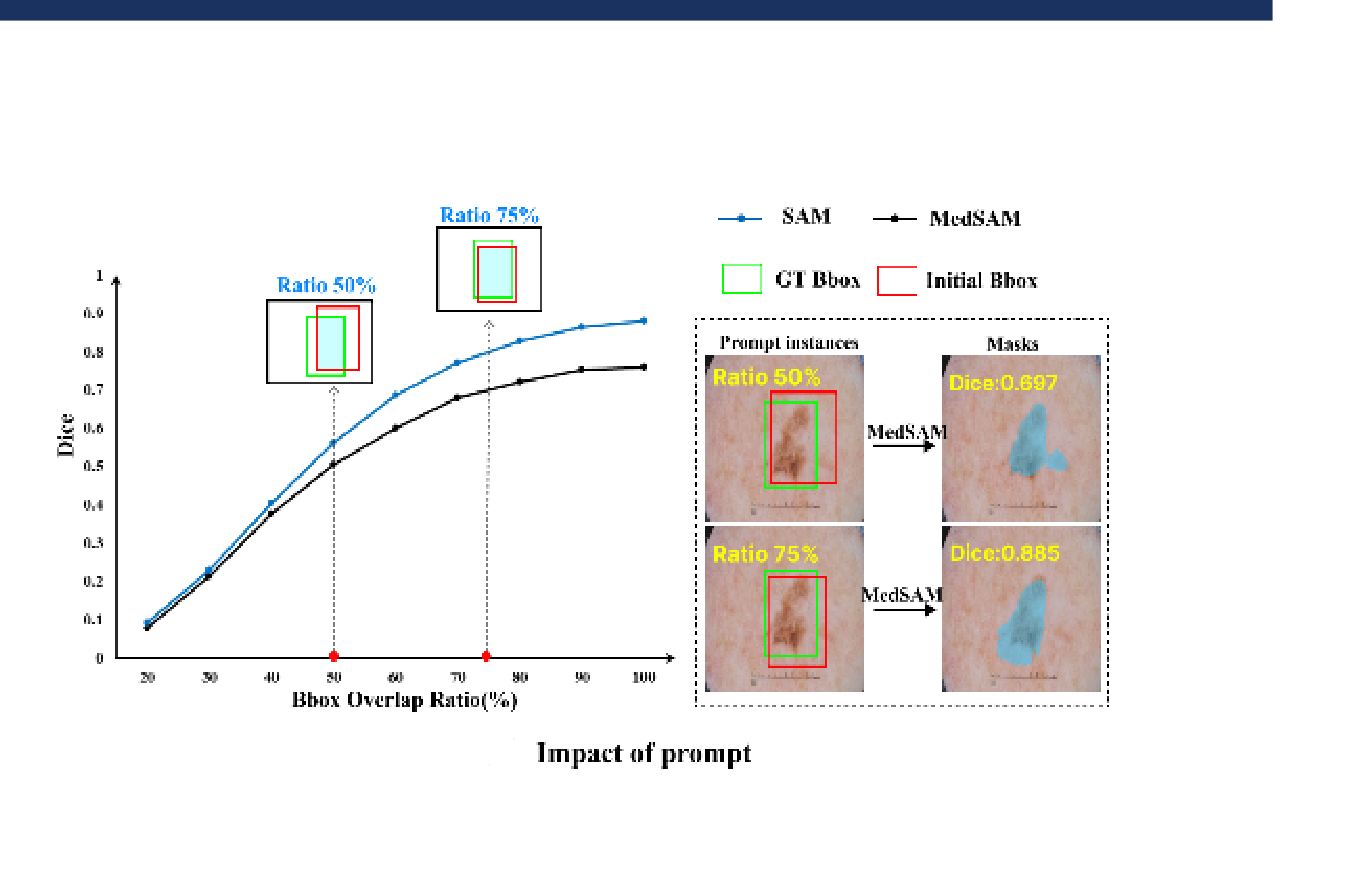 Ratio 75%
Ratio 50%
SAM
MedSAM
GT Bbox
Initial Bbox
Dice
1
0.9
0.8
0.7
0.6
0.5
0.4
0.3
0.2
0.1
0
20 30 40 50 60 70 80 90 100
Bbox Overlap Ratio(%)
Prompt instances
Masks
Ratio 50%
MedSAM
Dice:0.697
Ratio 75%
MedSAM
Dice:0.885
Impact of prompt